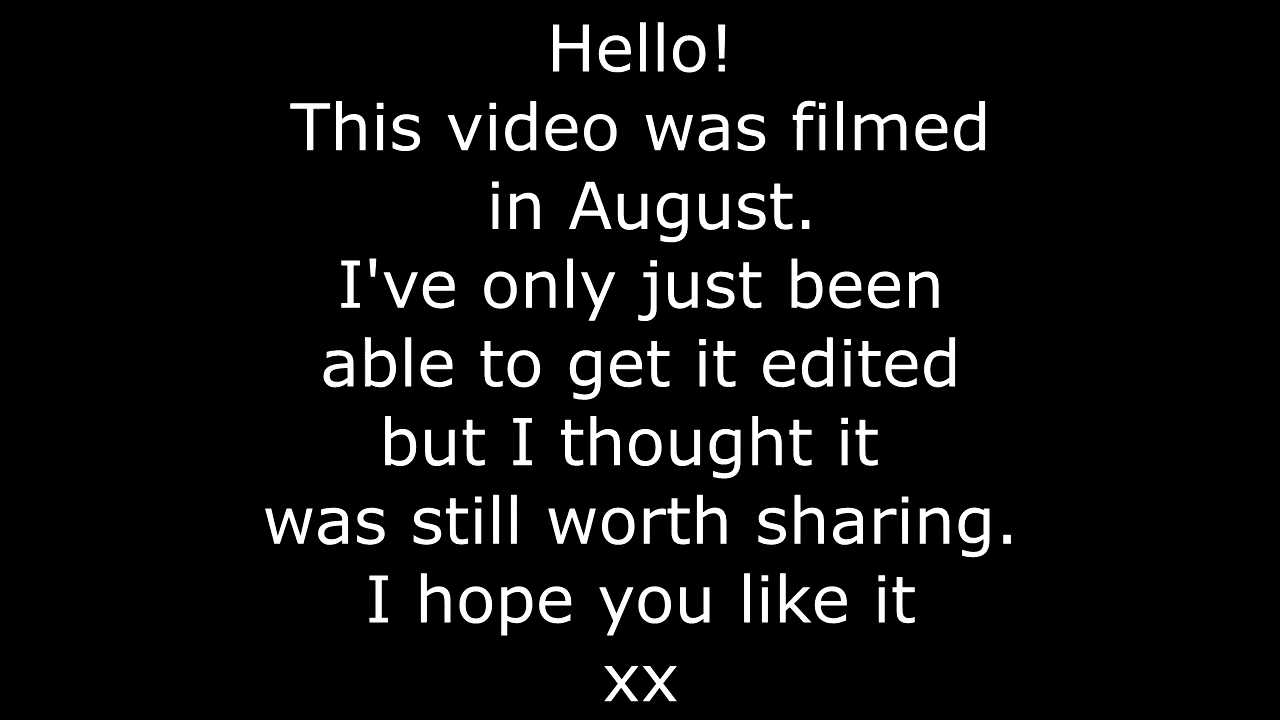 Hello!
This video was filmed
in August.
I've only just been
able to get it edited
but I thought it
was still worth sharing.
I hope you like it
xx